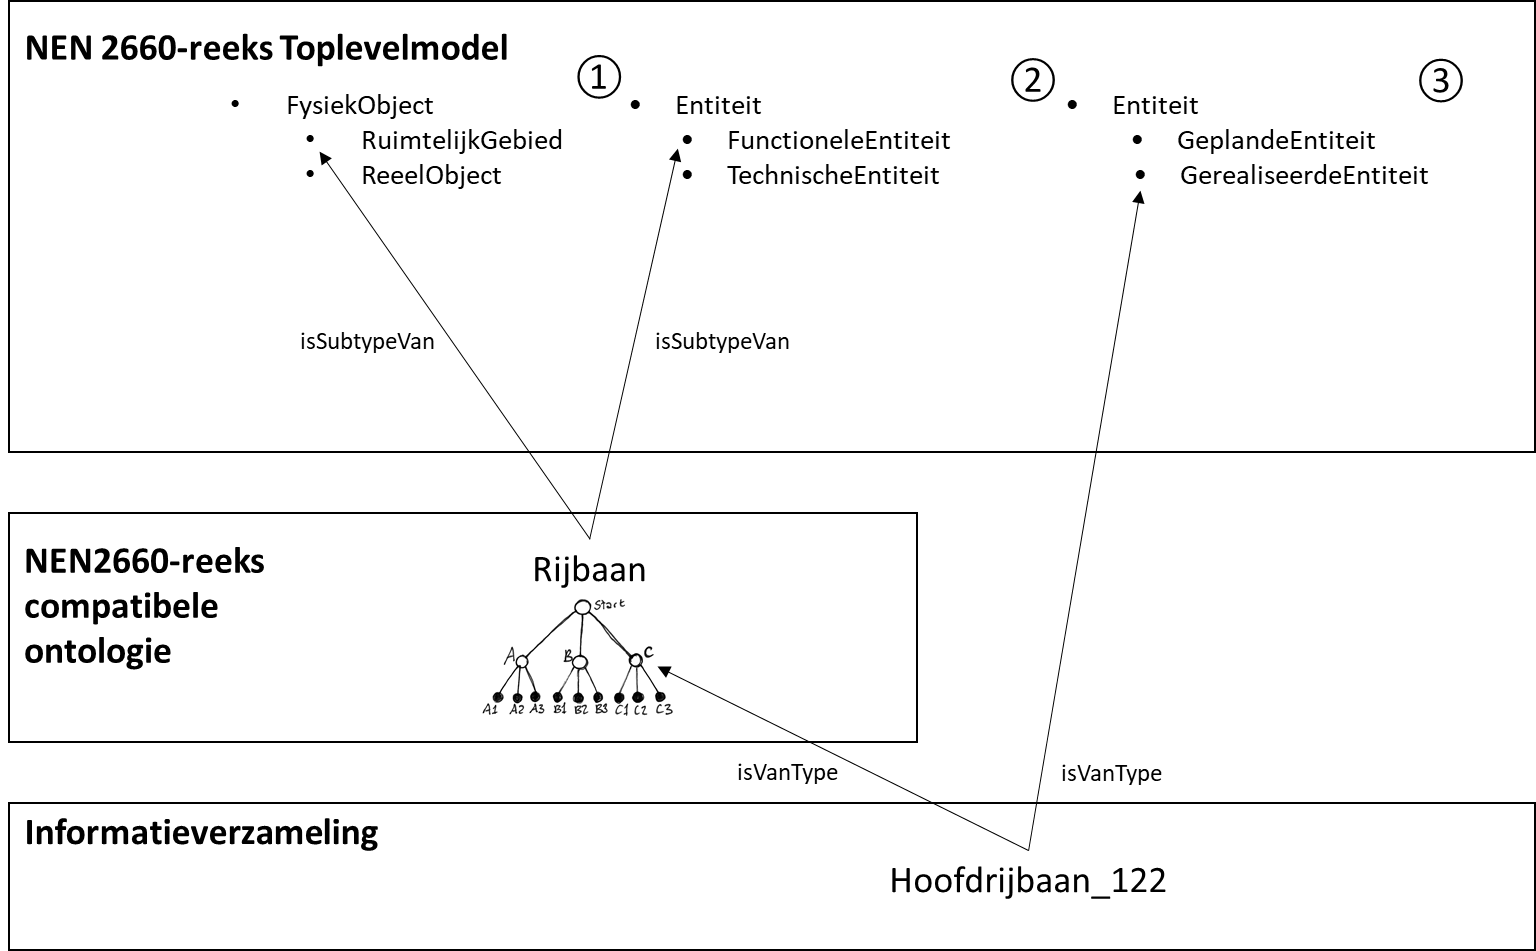 NEN 2660-reeks Toplevelmodel
1
2
3
• FysiekObject
• RuimtelijkGebied
• ReeelObject
• Entiteit
• FunctioneleEntiteit
• TechnischeEntiteit
• Entiteit
• GeplandeEntiteit
• GerealiseerdeEntiteit
isSubtypeVan
isSubtypeVan
NEN2660-reeks
compatibele
ontologie
Rijbaan
Start
A B C
A1 A2 A3 B1 B2 B3 C1 C2 C3
isVanType
isVanType
Informatieverzameling
Hoofdrijbaan_122